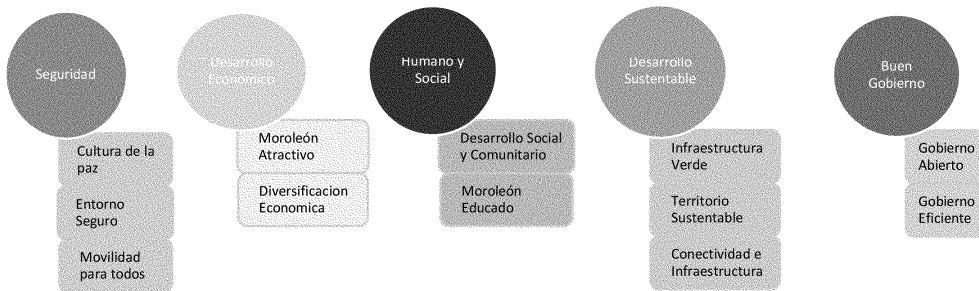 Seguridad
Cultura de la
paz
Entorno
Seguro
Movilidad
para todos
Desarrollo
Económico
Moroleón
Atractivo
Diversificacion
Economica
Humano y
Social
Desarrollo Social
y Comunitario
Moroleón
Educado
Desarrollo
Sustentable
Infraestructura
Verde
Territorio
Sustentable
Conectividad e
Infraestructura
Buen
Gobierno
Gobierno
Abierto
Gobierno
Eficiente